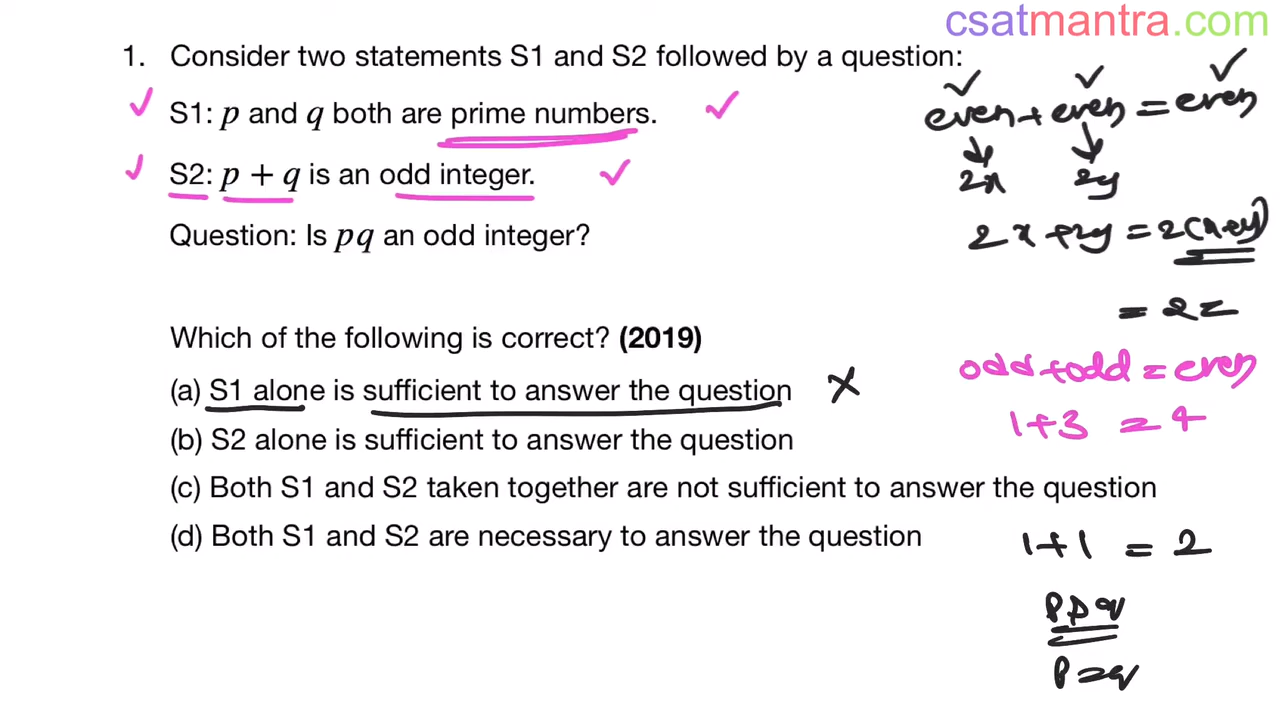 csatmantra.com
1. Consider two statements S1 and S2 followed by a question:
S1: p and q both are prime numbers.
S2: p + q is an odd integer.
Question: Is pq an odd integer?
Which of the following is correct? (2019)
(a) S1 alone is sufficient to answer the question
(b) S2 alone is sufficient to answer the question
(c) Both S1 and S2 taken together are not sufficient to answer the question
(d) Both S1 and S2 are necessary to answer the question
even + even = even
2x 2y
2x + 2y = 2(x+y)
= 2z
odd + odd = even
1 + 3 = 4
1 + 1 = 2
p=q